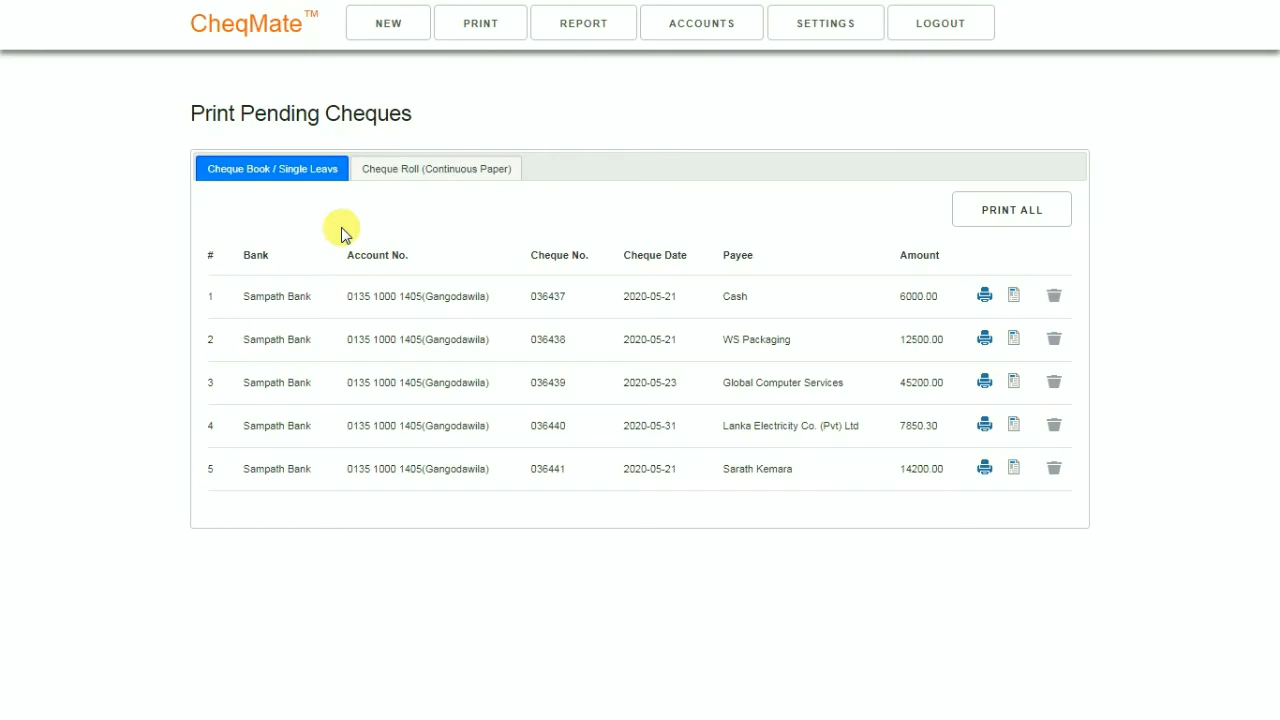 CheqMate™ NEW PRINT REPORT ACCOUNTS SETTINGS LOGOUT
Print Pending Cheques
Cheque Book / Single Leavs Cheque Roll (Continuous Paper)
PRINT ALL
# Bank Account No. Cheque No. Cheque Date Payee Amount
1 Sampath Bank 0135 1000 1405(Gangodawila) 036437 2020-05-21 Cash 6000.00
2 Sampath Bank 0135 1000 1405(Gangodawila) 036438 2020-05-21 WS Packaging 12500.00
3 Sampath Bank 0135 1000 1405(Gangodawila) 036439 2020-05-23 Global Computer Services 45200.00
4 Sampath Bank 0135 1000 1405(Gangodawila) 036440 2020-05-31 Lanka Electricity Co. (Pvt) Ltd 7850.30
5 Sampath Bank 0135 1000 1405(Gangodawila) 036441 2020-05-21 Sarath Kemara 14200.00